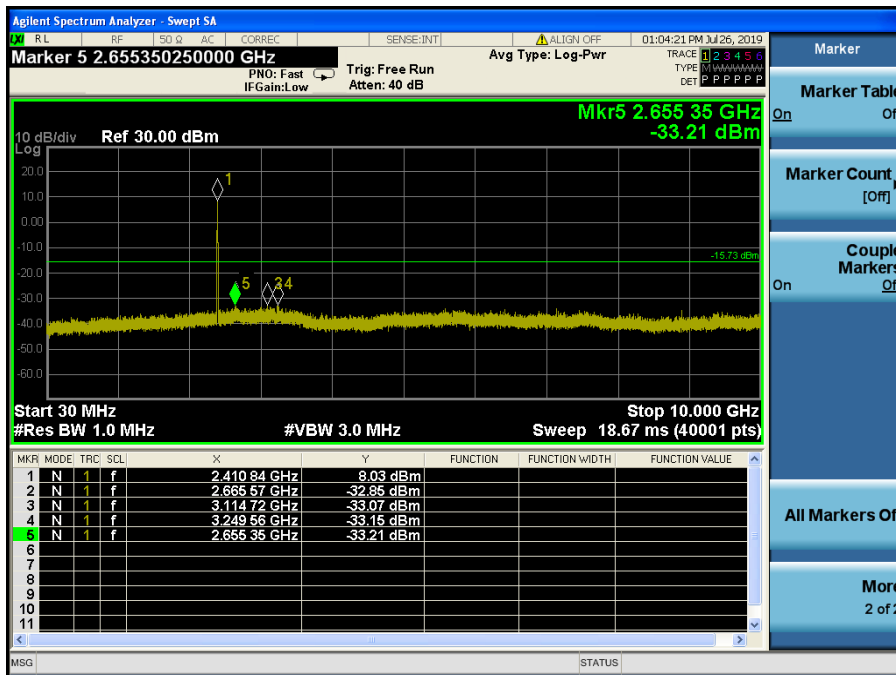 Agilent Spectrum Analyzer - Swept SA
LXI RL RF 50 Ω AC CORREC SENSE:INT ALIGN OFF 01:04:21 PM Jul 26, 2019
Marker 5 2.655350250000 GHz
PNO: Fast
IFGain:Low
Trig: Free Run
Atten: 40 dB
Avg Type: Log-Pwr
TRACE 1 2 3 4 5 6
TYPE M W W W W W
DET P P P P P P
Mkr5 2.655 35 GHz
-33.21 dBm
10 dB/div Ref 30.00 dBm
Log
20.0
10.0
0.00
-10.0
-20.0
-30.0
-40.0
-50.0
-60.0
1
5
3 4
-15.73 dBm
Start 30 MHz Stop 10.000 GHz
#Res BW 1.0 MHz #VBW 3.0 MHz Sweep 18.67 ms (40001 pts)
MKR MODE TRC SCL X Y FUNCTION FUNCTION WIDTH FUNCTION VALUE
1 N 1 f 2.410 84 GHz 8.03 dBm
2 N 1 f 2.665 57 GHz -32.85 dBm
3 N 1 f 3.114 72 GHz -33.07 dBm
4 N 1 f 3.249 56 GHz -33.15 dBm
5 N 1 f 2.655 35 GHz -33.21 dBm
6
7
8
9
10
11
MSG STATUS
Marker
Marker Table
On Of
Marker Count
[Off]
Couple
Markers
On Of
All Markers Of
More
2 of 2